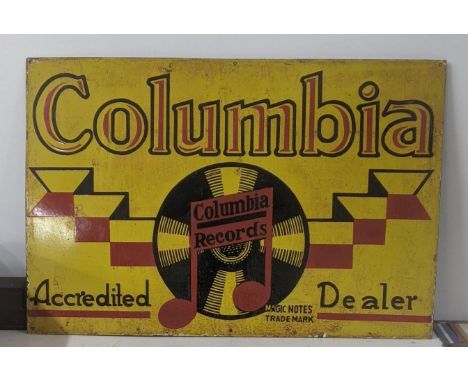 Columbia
Columbia
Records
Accredited Dealer
MAGIC NOTES
TRADE MARK